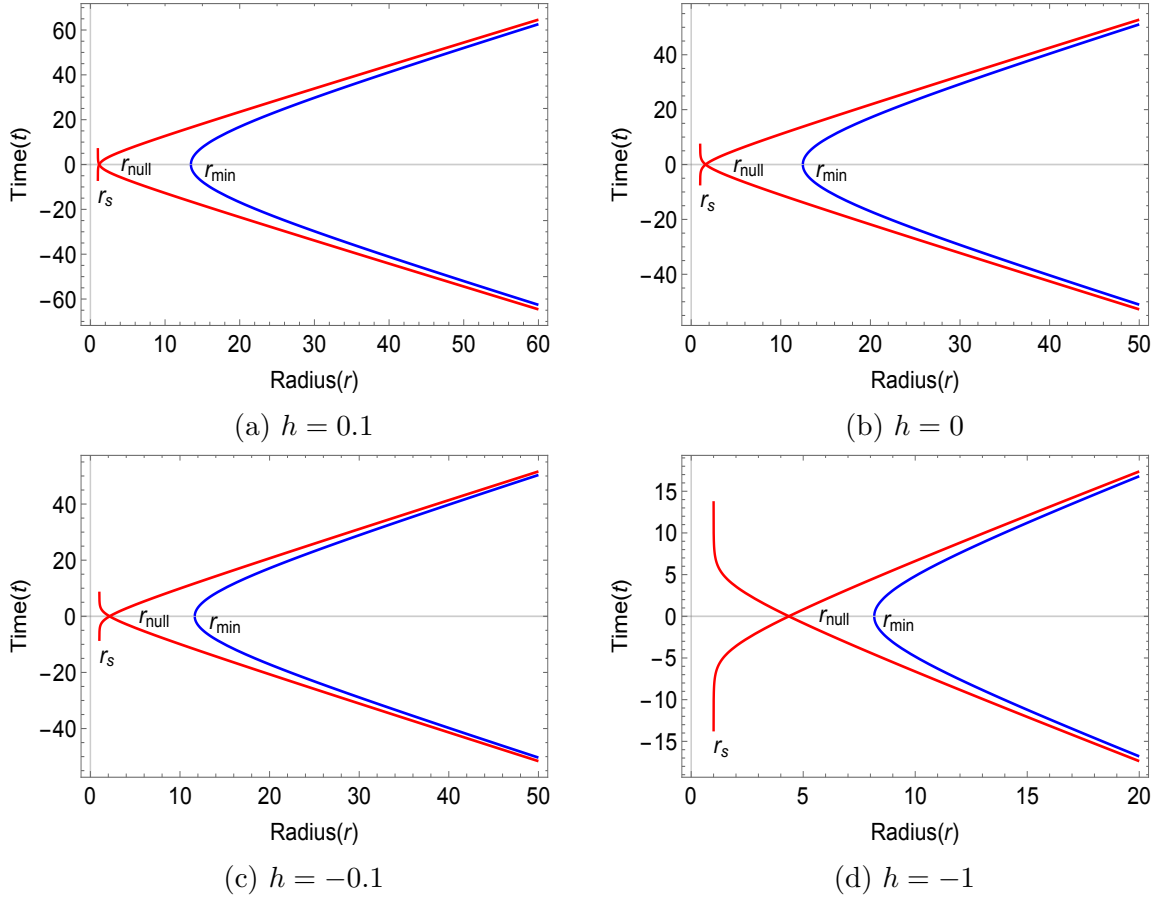 60
40
20
0
−20
−40
−60
Time(t)
r_null
r_min
r_s
0 10 20 30 40 50 60
Radius(r)
(a) h = 0.1
40
20
0
−20
−40
Time(t)
r_null
r_min
r_s
0 10 20 30 40 50
Radius(r)
(b) h = 0
40
20
0
−20
−40
Time(t)
r_null
r_min
r_s
0 10 20 30 40 50
Radius(r)
(c) h = −0.1
15
10
5
0
−5
−10
−15
Time(t)
r_null
r_min
r_s
0 5 10 15 20
Radius(r)
(d) h = −1